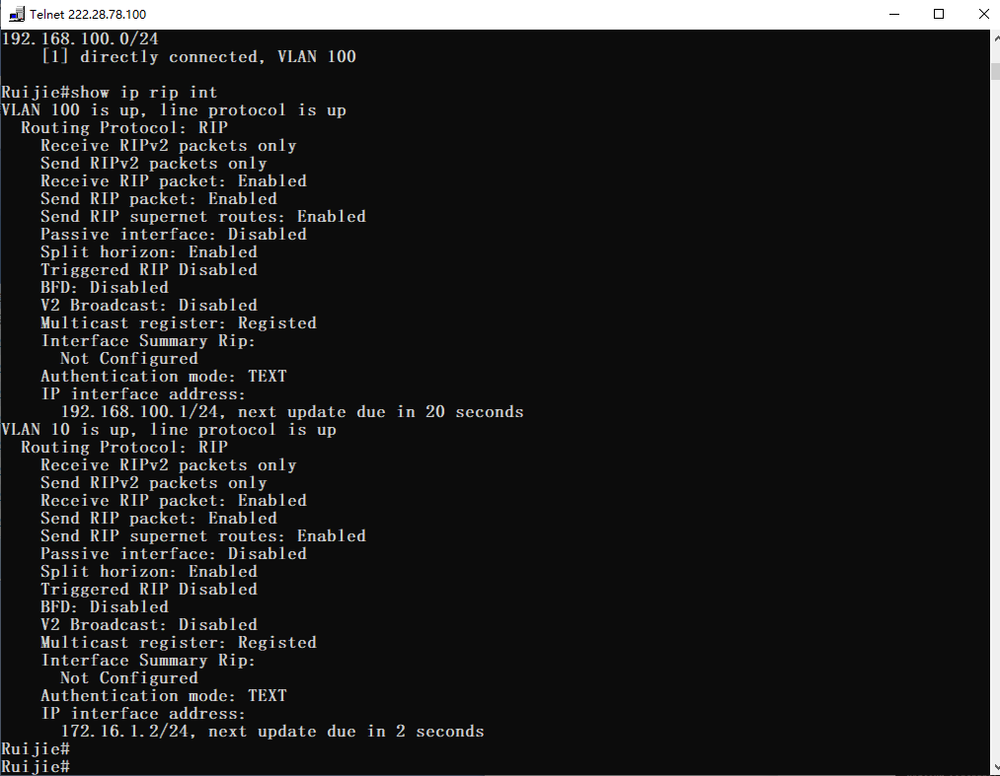 Telnet 222.28.78.100
192.168.100.0/24
    [1] directly connected, VLAN 100

Ruijie#show ip rip int
VLAN 100 is up, line protocol is up
  Routing Protocol: RIP
    Receive RIPv2 packets only
    Send RIPv2 packets only
    Receive RIP packet: Enabled
    Send RIP packet: Enabled
    Send RIP supernet routes: Enabled
    Passive interface: Disabled
    Split horizon: Enabled
    Triggered RIP Disabled
    BFD: Disabled
    V2 Broadcast: Disabled
    Multicast register: Registed
    Interface Summary Rip:
      Not Configured
    Authentication mode: TEXT
    IP interface address:
      192.168.100.1/24, next update due in 20 seconds
VLAN 10 is up, line protocol is up
  Routing Protocol: RIP
    Receive RIPv2 packets only
    Send RIPv2 packets only
    Receive RIP packet: Enabled
    Send RIP packet: Enabled
    Send RIP supernet routes: Enabled
    Passive interface: Disabled
    Split horizon: Enabled
    Triggered RIP Disabled
    BFD: Disabled
    V2 Broadcast: Disabled
    Multicast register: Registed
    Interface Summary Rip:
      Not Configured
    Authentication mode: TEXT
    IP interface address:
      172.16.1.2/24, next update due in 2 seconds
Ruijie#
Ruijie#